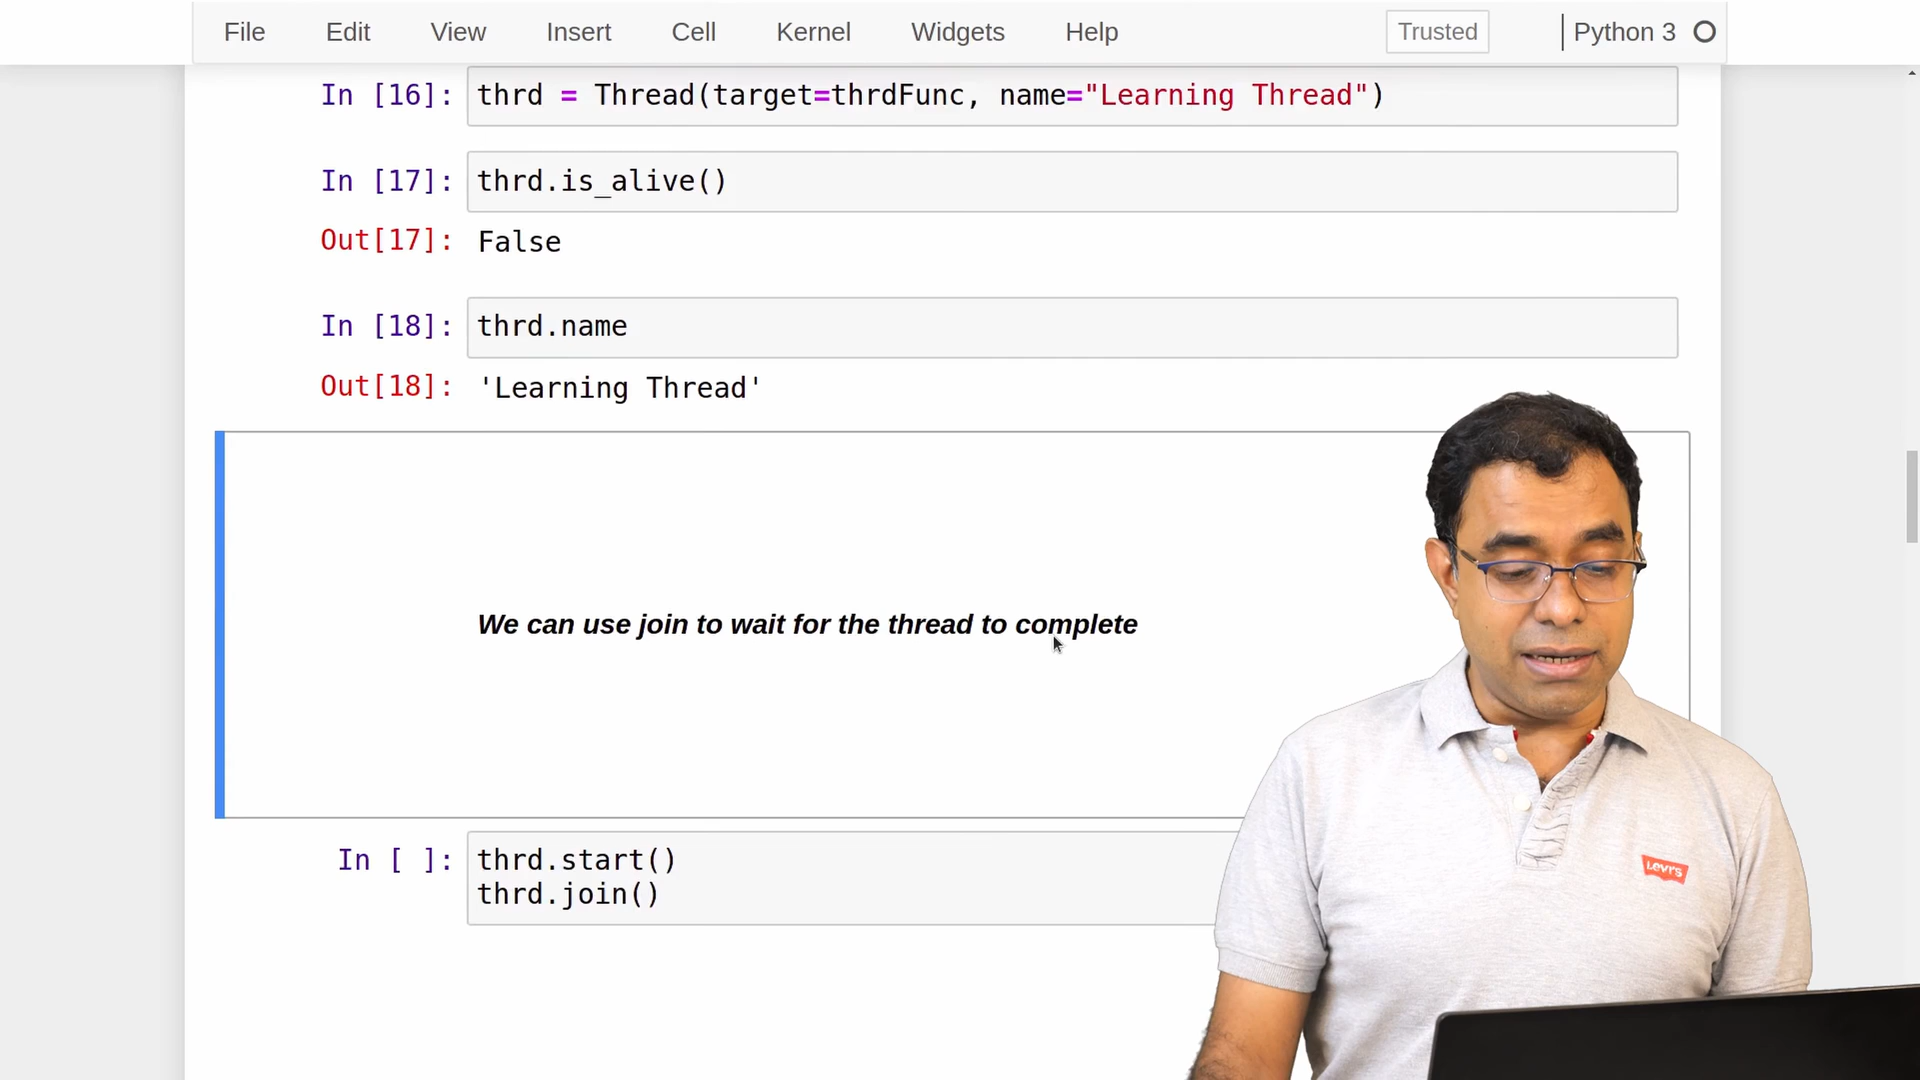 File Edit View Insert Cell Kernel Widgets Help Trusted Python 3
In [16]: thrd = Thread(target=thrdFunc, name="Learning Thread")
In [17]: thrd.is_alive()
Out[17]: False
In [18]: thrd.name
Out[18]: 'Learning Thread'
We can use join to wait for the thread to complete
In [ ]: thrd.start()
thrd.join()
Levi's